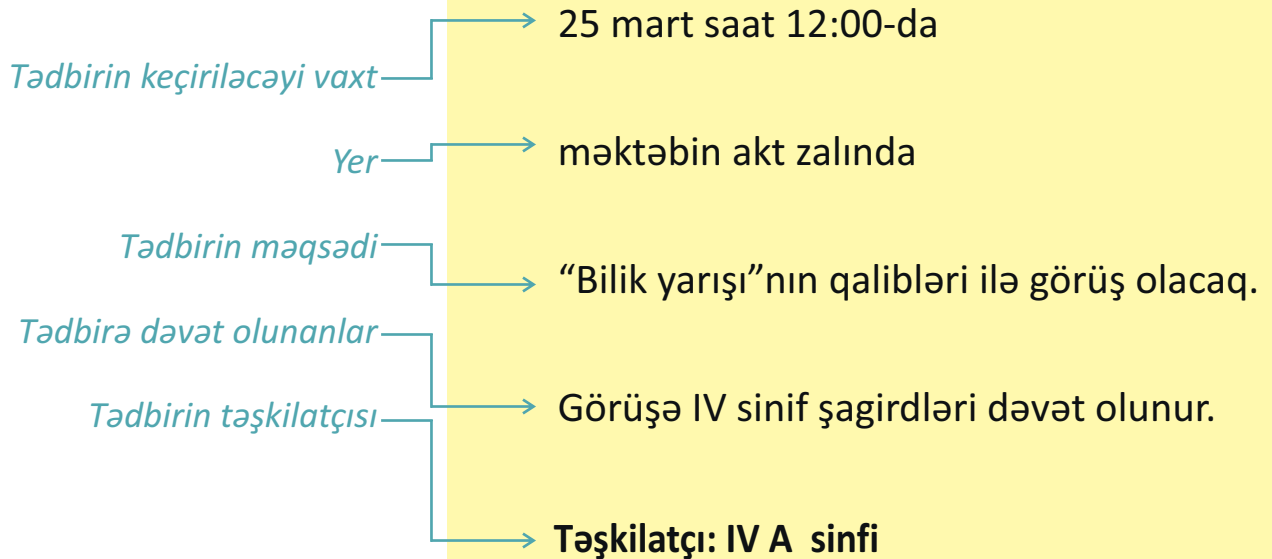 25 mart saat 12:00-da
Tədbirin keçiriləcəyi vaxt
Yer
məktəbin akt zalında
Tədbirin məqsədi
“Bilik yarışı”nın qalibləri ilə görüş olacaq.
Tədbirə dəvət olunanlar
Görüşə IV sinif şagirdləri dəvət olunur.
Tədbirin təşkilatçısı
Təşkilatçı: IV A sinfi